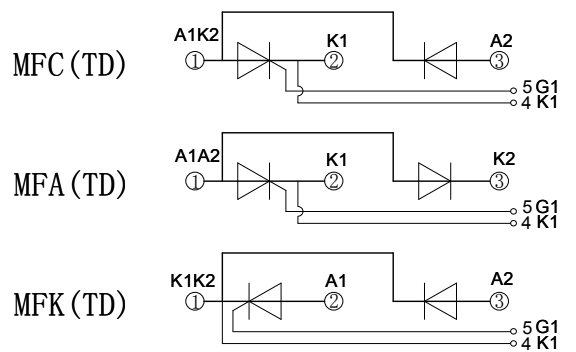 A1K2 K1 A2
MFC(TD) ① ② ③
5 G1
4 K1
A1A2 K1 K2
MFA(TD) ① ② ③
5 G1
4 K1
K1K2 A1 A2
MFK(TD) ① ② ③
5 G1
4 K1